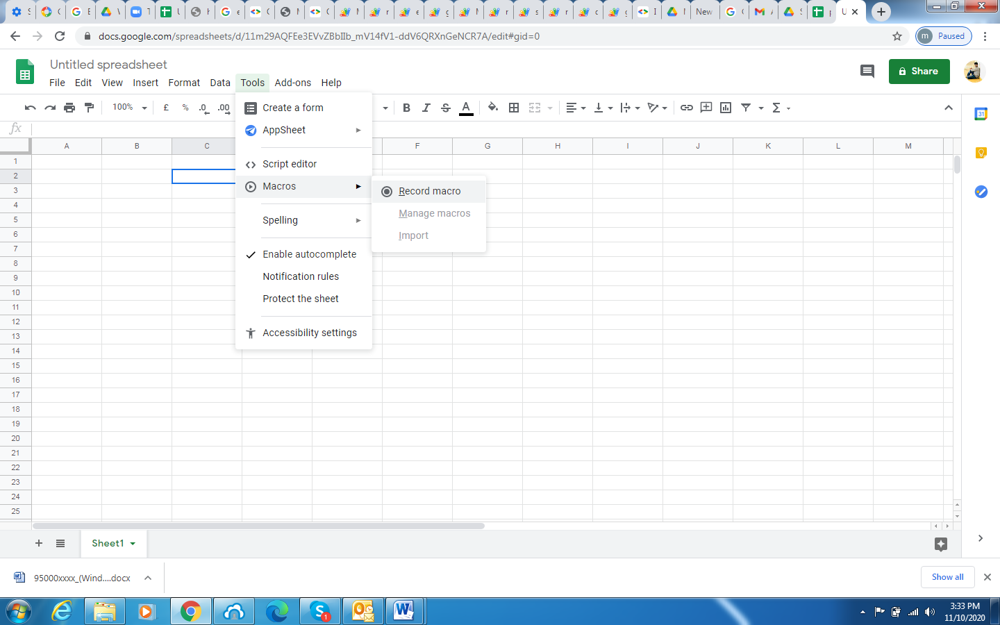 New
docs.google.com/spreadsheets/d/11m29AQFEe3EVvZBbIIb_mV14fV1-ddV6QRXnGeNCR7A/edit#gid=0
m Paused
Untitled spreadsheet
File Edit View Insert Format Data Tools Add-ons Help
Share
100% £ % .0 .00 B I S A Σ
31
fx
Create a form
AppSheet
Script editor
Macros
Spelling
Enable autocomplete
Notification rules
Protect the sheet
Accessibility settings
Record macro
Manage macros
Import
A B C F G H I J K L M
1
2
3
4
5
6
7
8
9
10
11
12
13
14
15
16
17
18
19
20
21
22
23
24
25
Sheet1
95000xxxx_(Wind....docx
Show all
1
3:33 PM
11/10/2020